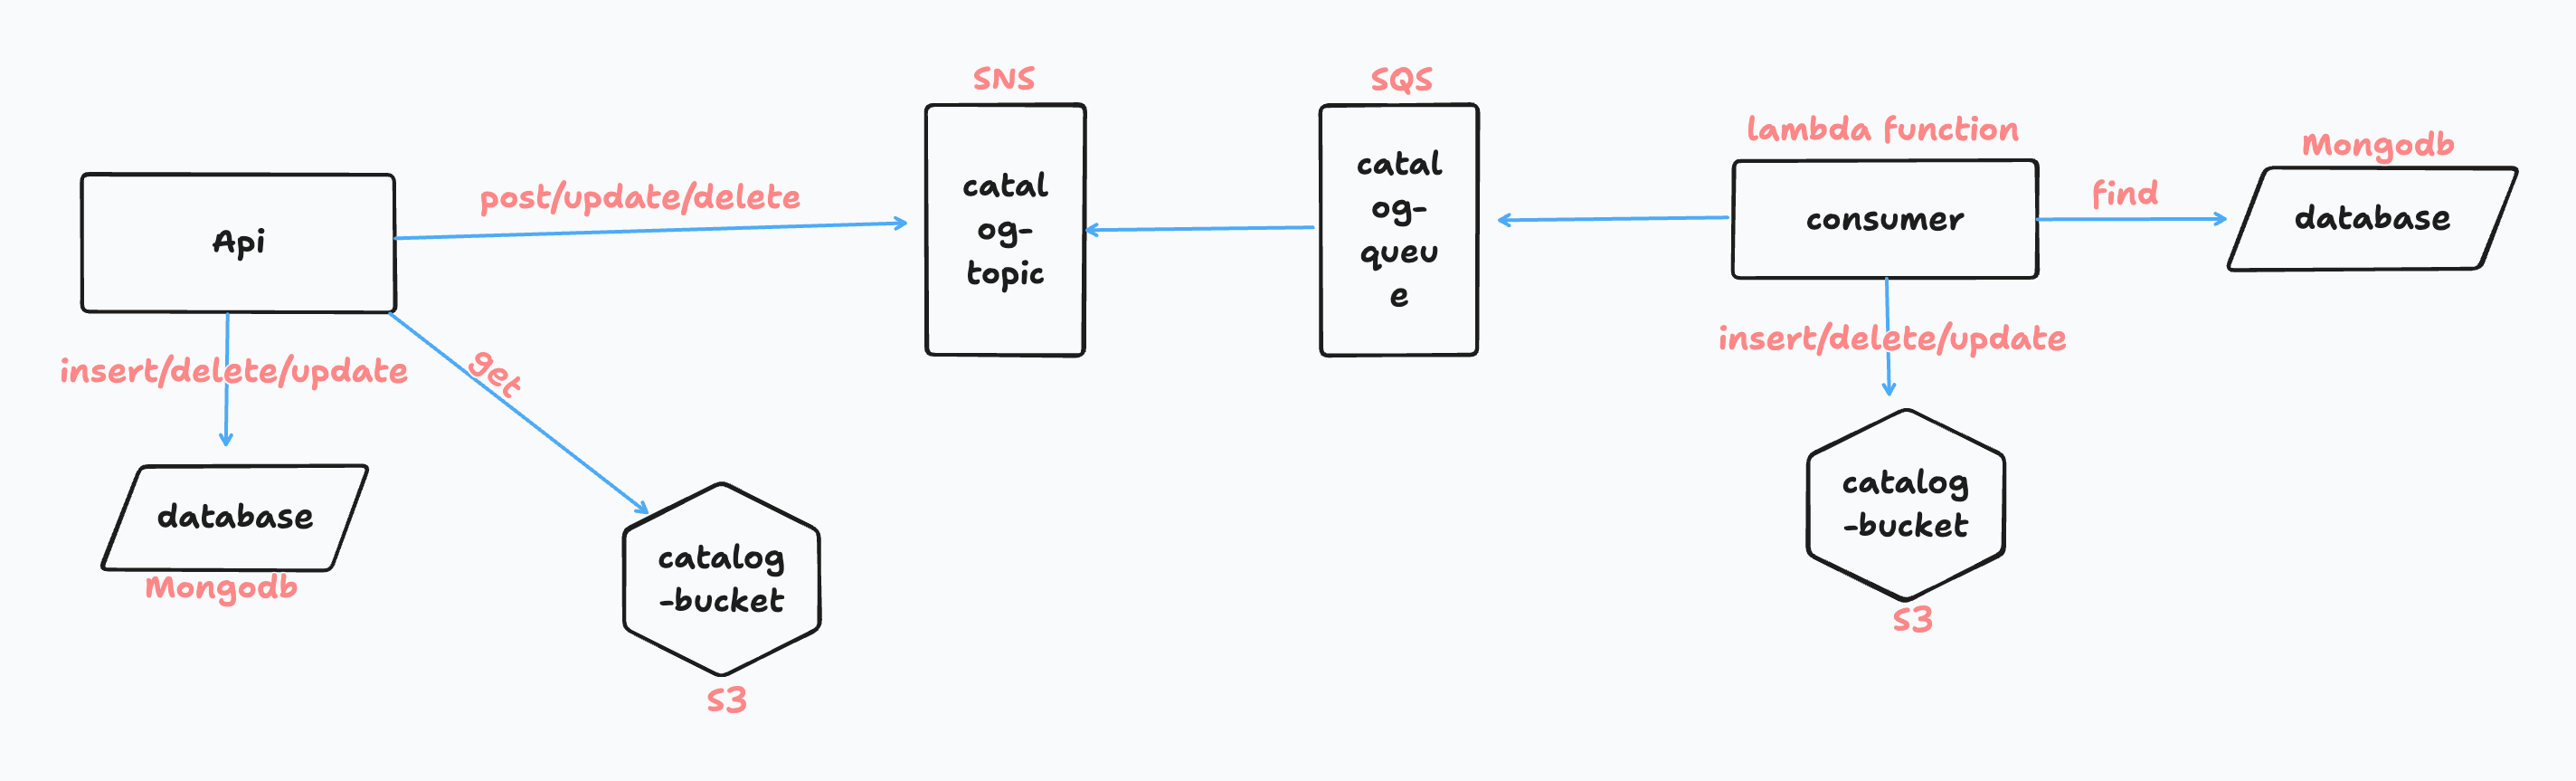 SNS
catal
og-
topic
SQS
catal
og-
queu
e
lambda function
consumer
Mongodb
database
find
Api
post/update/delete
insert/delete/update
get
insert/delete/update
database
Mongodb
catalog
-bucket
S3
catalog
-bucket
S3